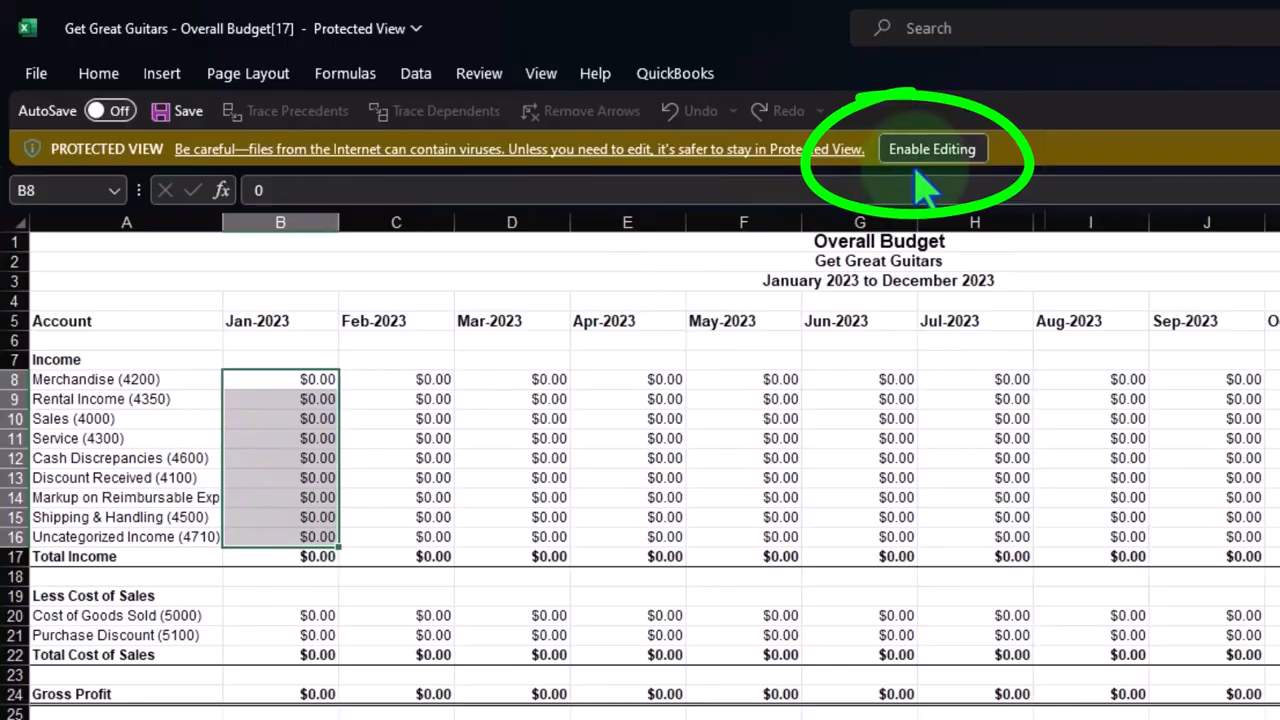 Get Great Guitars - Overall Budget[17] - Protected View
Search
File Home Insert Page Layout Formulas Data Review View Help QuickBooks
AutoSave Off Save Trace Precedents Trace Dependents Remove Arrows Undo Redo
PROTECTED VIEW Be careful—files from the Internet can contain viruses. Unless you need to edit, it's safer to stay in Protected View. Enable Editing
B8 fx 0
A B C D E F G H I J
1 Overall Budget
2 Get Great Guitars
3 January 2023 to December 2023
4
5 Account Jan-2023 Feb-2023 Mar-2023 Apr-2023 May-2023 Jun-2023 Jul-2023 Aug-2023 Sep-2023 O
6
7 Income
8 Merchandise (4200) $0.00 $0.00 $0.00 $0.00 $0.00 $0.00 $0.00 $0.00 $0.00
9 Rental Income (4350) $0.00 $0.00 $0.00 $0.00 $0.00 $0.00 $0.00 $0.00 $0.00
10 Sales (4000) $0.00 $0.00 $0.00 $0.00 $0.00 $0.00 $0.00 $0.00 $0.00
11 Service (4300) $0.00 $0.00 $0.00 $0.00 $0.00 $0.00 $0.00 $0.00 $0.00
12 Cash Discrepancies (4600) $0.00 $0.00 $0.00 $0.00 $0.00 $0.00 $0.00 $0.00 $0.00
13 Discount Received (4100) $0.00 $0.00 $0.00 $0.00 $0.00 $0.00 $0.00 $0.00 $0.00
14 Markup on Reimbursable Exp $0.00 $0.00 $0.00 $0.00 $0.00 $0.00 $0.00 $0.00 $0.00
15 Shipping & Handling (4500) $0.00 $0.00 $0.00 $0.00 $0.00 $0.00 $0.00 $0.00 $0.00
16 Uncategorized Income (4710) $0.00 $0.00 $0.00 $0.00 $0.00 $0.00 $0.00 $0.00 $0.00
17 Total Income $0.00 $0.00 $0.00 $0.00 $0.00 $0.00 $0.00 $0.00 $0.00
18
19 Less Cost of Sales
20 Cost of Goods Sold (5000) $0.00 $0.00 $0.00 $0.00 $0.00 $0.00 $0.00 $0.00 $0.00
21 Purchase Discount (5100) $0.00 $0.00 $0.00 $0.00 $0.00 $0.00 $0.00 $0.00 $0.00
22 Total Cost of Sales $0.00 $0.00 $0.00 $0.00 $0.00 $0.00 $0.00 $0.00 $0.00
23
24 Gross Profit $0.00 $0.00 $0.00 $0.00 $0.00 $0.00 $0.00 $0.00 $0.00
25